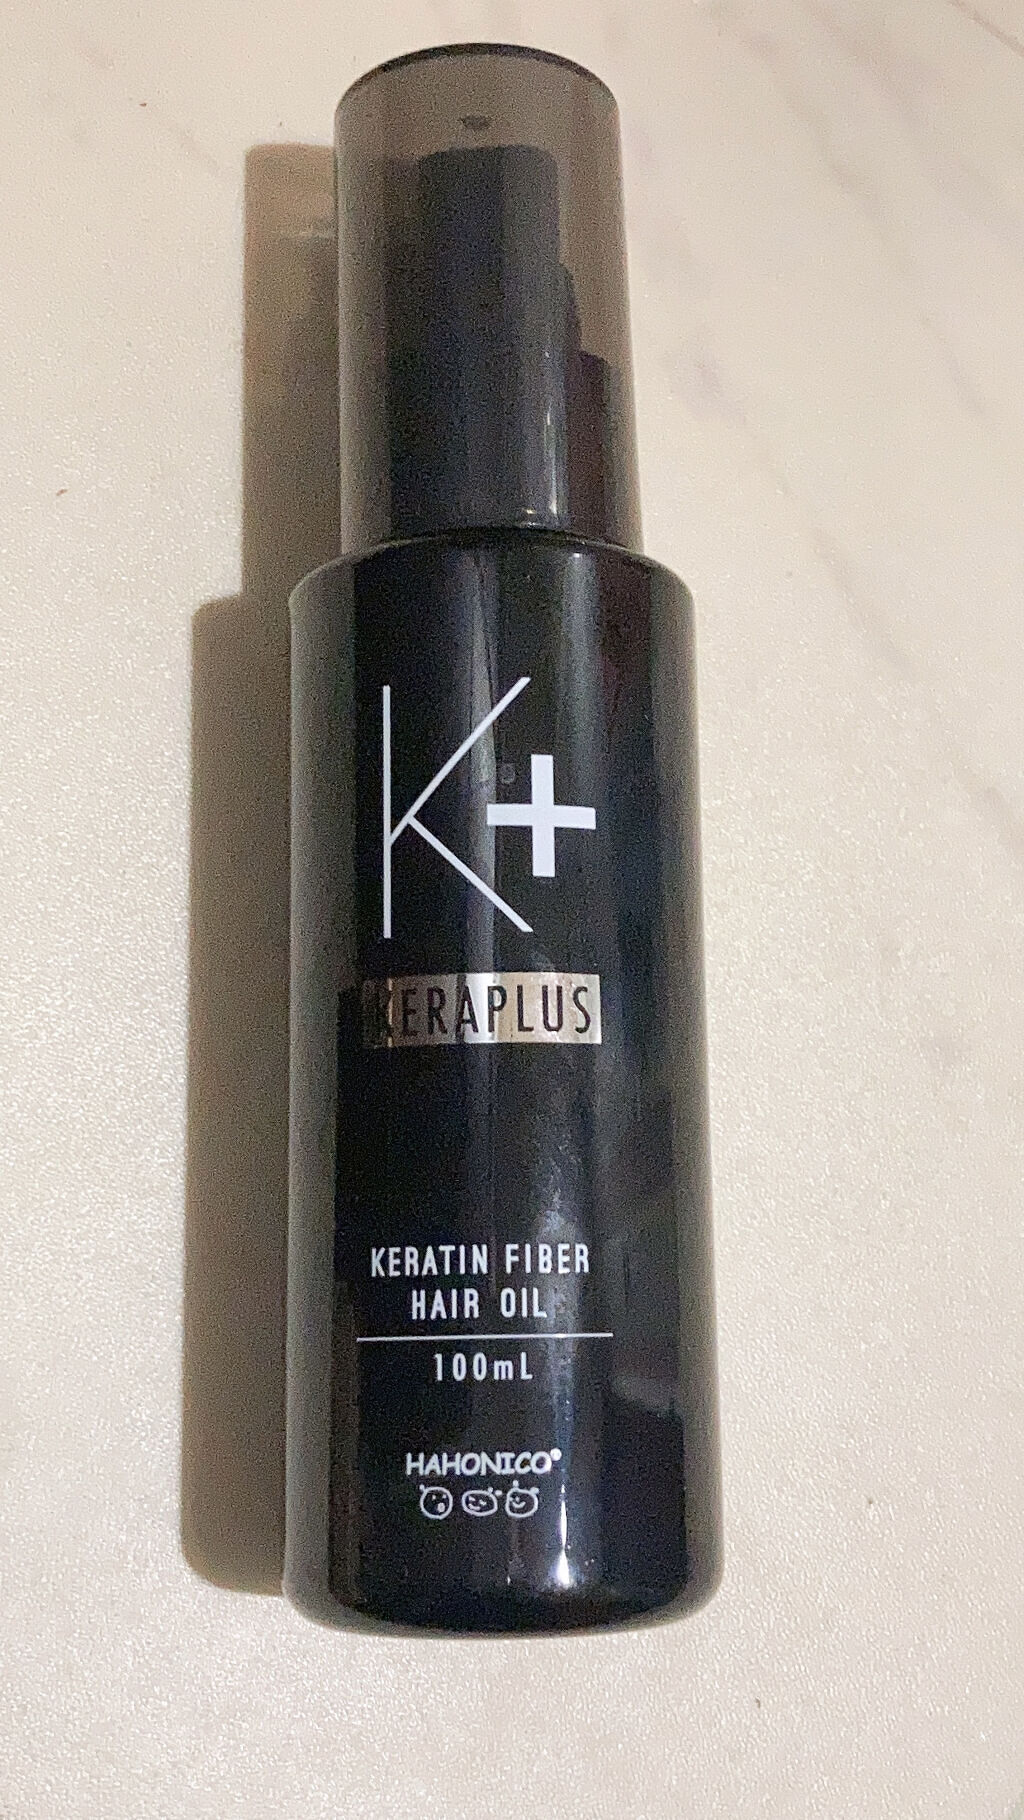 K+
KERAPLUS
KERATIN FIBER
HAIR OIL
100mL
HAHONICO®